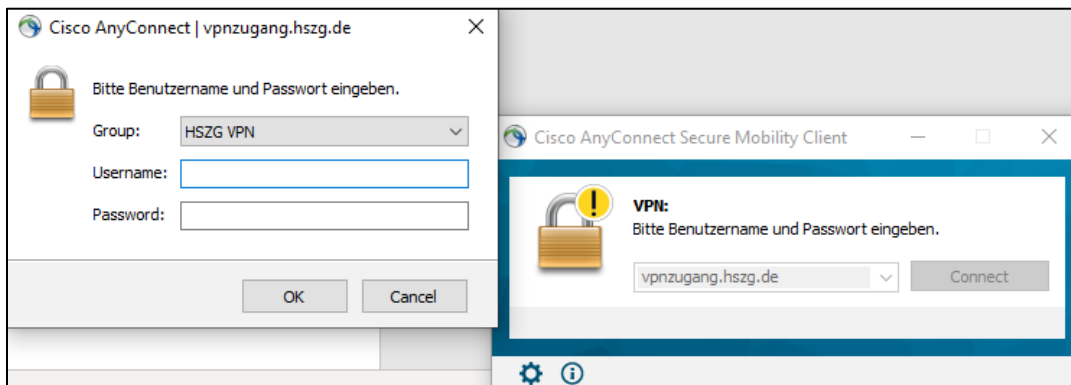 Cisco AnyConnect | vpnzugang.hszg.de
Bitte Benutzername und Passwort eingeben.
Group: HSZG VPN
Username:
Password:
OK Cancel
Cisco AnyConnect Secure Mobility Client
VPN:
Bitte Benutzername und Passwort eingeben.
vpnzugang.hszg.de Connect